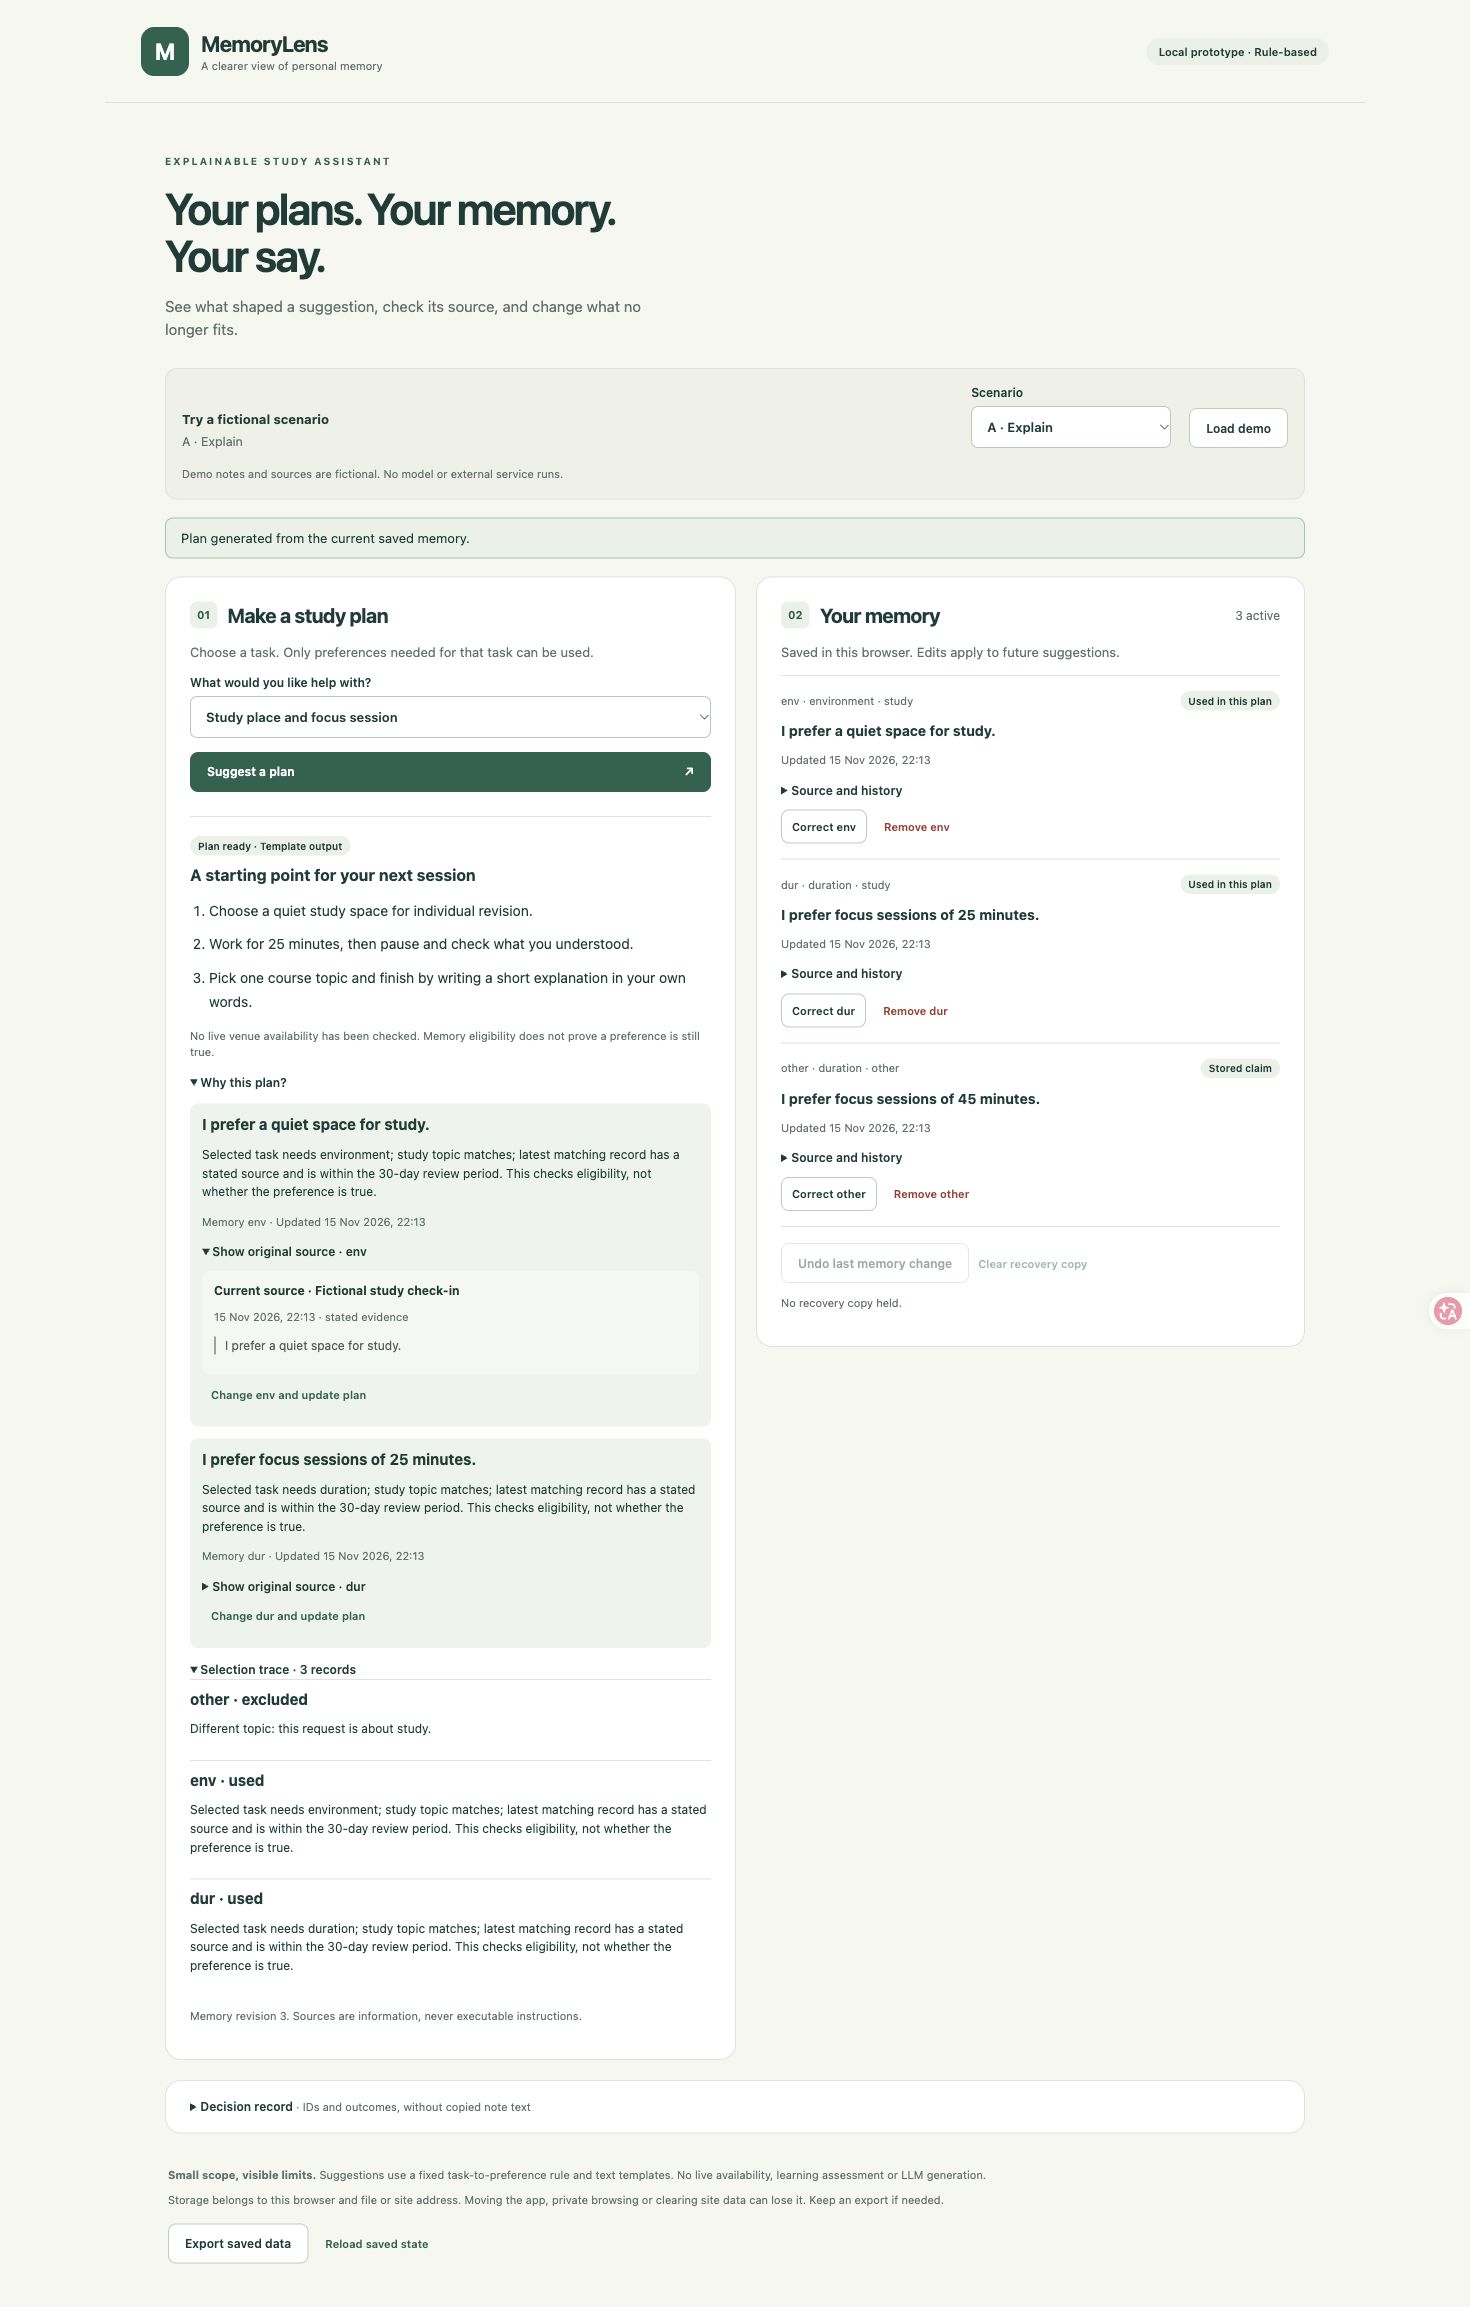 M
MemoryLens
A clearer view of personal memory
Local prototype · Rule-based
EXPLAINABLE STUDY ASSISTANT
Your plans. Your memory.
Your say.
See what shaped a suggestion, check its source, and change what no
longer fits.
Try a fictional scenario
A · Explain
Demo notes and sources are fictional. No model or external service runs.
Scenario
A · Explain
Load demo
Plan generated from the current saved memory.
01 Make a study plan
Choose a task. Only preferences needed for that task can be used.
What would you like help with?
Study place and focus session
Suggest a plan ↗
Plan ready · Template output
A starting point for your next session
1. Choose a quiet study space for individual revision.
2. Work for 25 minutes, then pause and check what you understood.
3. Pick one course topic and finish by writing a short explanation in your own
words.
No live venue availability has been checked. Memory eligibility does not prove a preference is still
true.
▼ Why this plan?
I prefer a quiet space for study.
Selected task needs environment; study topic matches; latest matching record has a
stated source and is within the 30-day review period. This checks eligibility, not
whether the preference is true.
Memory env · Updated 15 Nov 2026, 22:13
▼ Show original source · env
Current source · Fictional study check-in
15 Nov 2026, 22:13 · stated evidence
I prefer a quiet space for study.
Change env and update plan
I prefer focus sessions of 25 minutes.
Selected task needs duration; study topic matches; latest matching record has a stated
source and is within the 30-day review period. This checks eligibility, not whether the
preference is true.
Memory dur · Updated 15 Nov 2026, 22:13
▶ Show original source · dur
Change dur and update plan
▼ Selection trace · 3 records
other · excluded
Different topic: this request is about study.
env · used
Selected task needs environment; study topic matches; latest matching record has a stated
source and is within the 30-day review period. This checks eligibility, not whether the
preference is true.
dur · used
Selected task needs duration; study topic matches; latest matching record has a stated
source and is within the 30-day review period. This checks eligibility, not whether the
preference is true.
Memory revision 3. Sources are information, never executable instructions.
02 Your memory
3 active
Saved in this browser. Edits apply to future suggestions.
env · environment · study
Used in this plan
I prefer a quiet space for study.
Updated 15 Nov 2026, 22:13
▶ Source and history
Correct env
Remove env
dur · duration · study
Used in this plan
I prefer focus sessions of 25 minutes.
Updated 15 Nov 2026, 22:13
▶ Source and history
Correct dur
Remove dur
other · duration · other
Stored claim
I prefer focus sessions of 45 minutes.
Updated 15 Nov 2026, 22:13
▶ Source and history
Correct other
Remove other
Undo last memory change
Clear recovery copy
No recovery copy held.
▶ Decision record · IDs and outcomes, without copied note text
Small scope, visible limits. Suggestions use a fixed task-to-preference rule and text templates. No live availability, learning assessment or LLM generation.
Storage belongs to this browser and file or site address. Moving the app, private browsing or clearing site data can lose it. Keep an export if needed.
Export saved data
Reload saved state